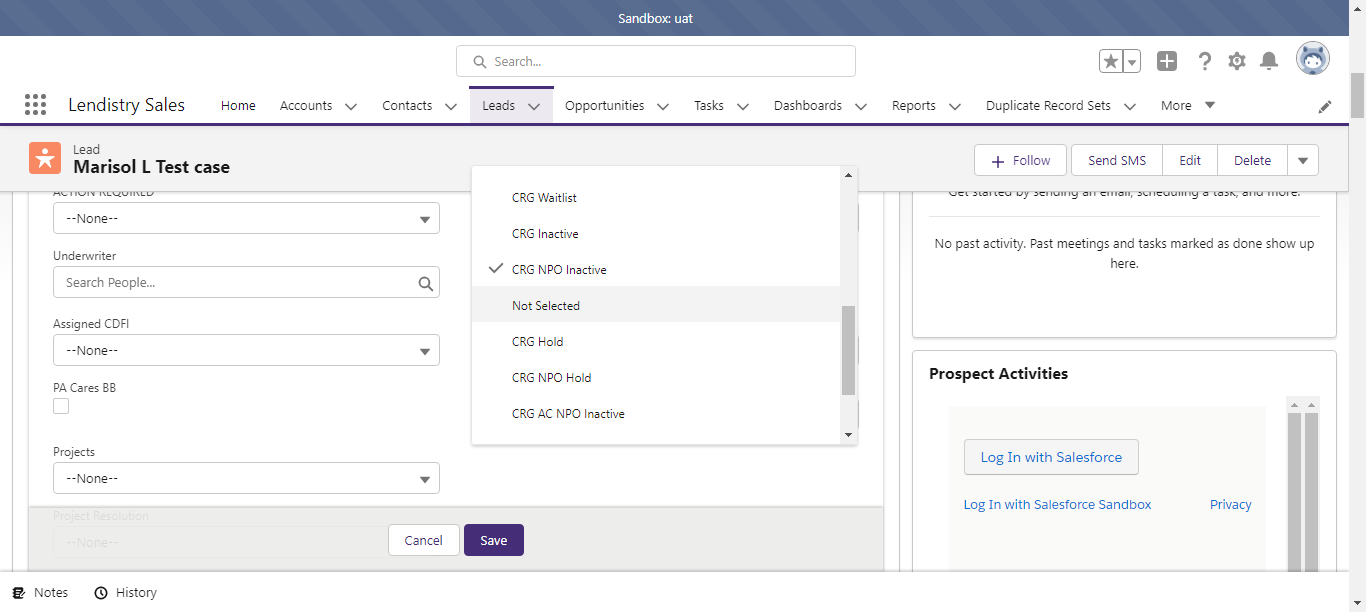 Sandbox: uat
Search...
Lendistry Sales
Home
Accounts
Contacts
Leads
Opportunities
Tasks
Dashboards
Reports
Duplicate Record Sets
More
Lead
Marisol L Test case
Follow
Send SMS
Edit
Delete
ACTION REQUIRED
--None--
Underwriter
Search People...
Assigned CDFI
--None--
PA Cares BB
Projects
--None--
Project Resolution
--None--
Cancel
Save
CRG Waitlist
CRG Inactive
CRG NPO Inactive
Not Selected
CRG Hold
CRG NPO Hold
CRG AC NPO Inactive
Get started by sending an email, scheduling a task, and more.
No past activity. Past meetings and tasks marked as done show up
here.
Prospect Activities
Log In with Salesforce
Log In with Salesforce Sandbox
Privacy
Notes
History